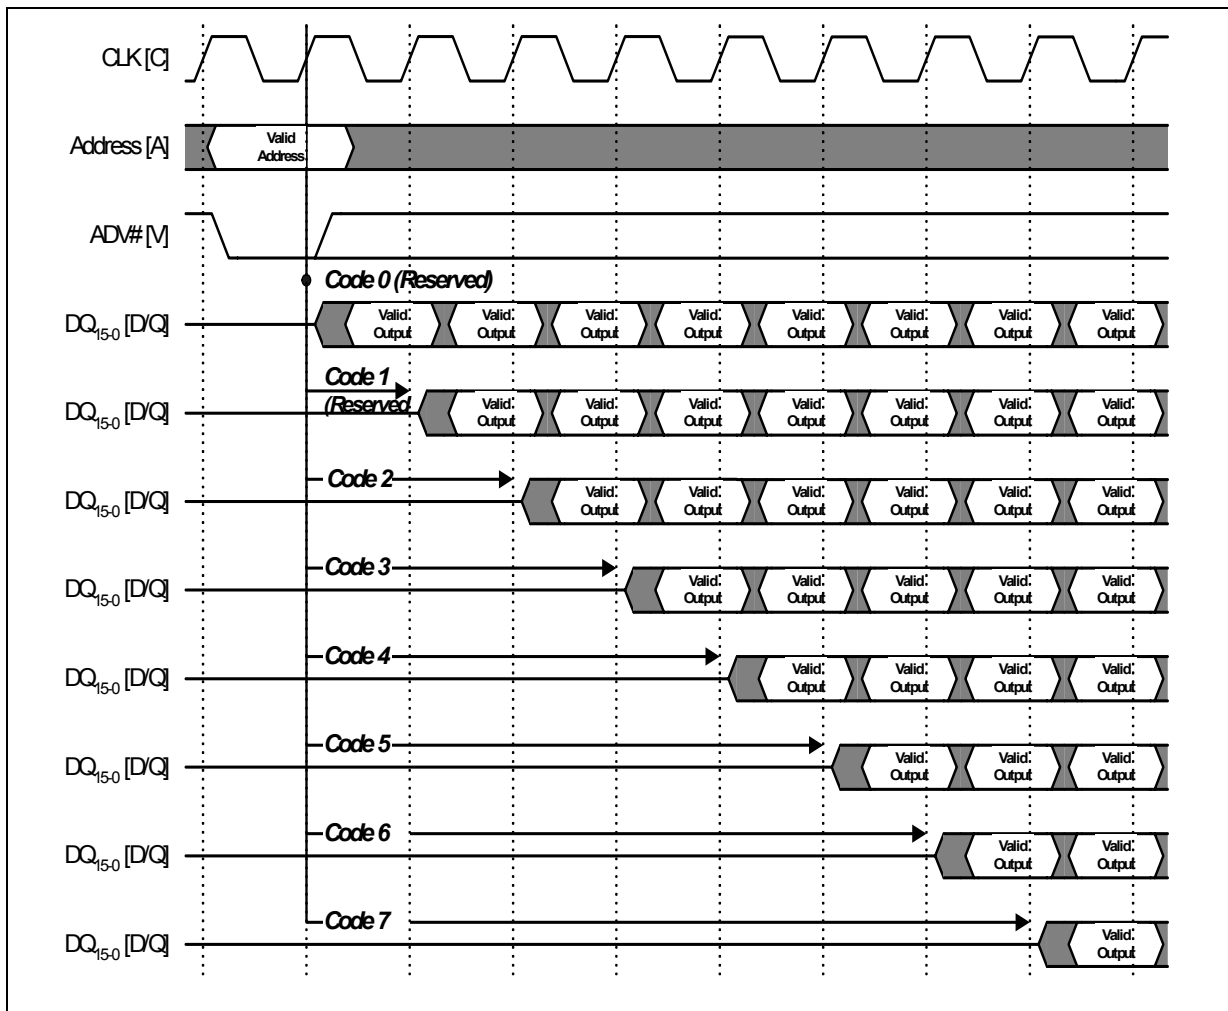 CLK [C]
Address [A]
Valid
Address
ADV# [V]
Code 0 (Reserved)
DQ15-0 [D/Q]
Valid Output Valid Output Valid Output Valid Output Valid Output Valid Output Valid Output Valid Output
Code 1
(Reserved
DQ15-0 [D/Q]
Valid Output Valid Output Valid Output Valid Output Valid Output Valid Output Valid Output
Code 2
DQ15-0 [D/Q]
Valid Output Valid Output Valid Output Valid Output Valid Output Valid Output
Code 3
DQ15-0 [D/Q]
Valid Output Valid Output Valid Output Valid Output Valid Output
Code 4
DQ15-0 [D/Q]
Valid Output Valid Output Valid Output Valid Output
Code 5
DQ15-0 [D/Q]
Valid Output Valid Output Valid Output
Code 6
DQ15-0 [D/Q]
Valid Output Valid Output
Code 7
DQ15-0 [D/Q]
Valid Output